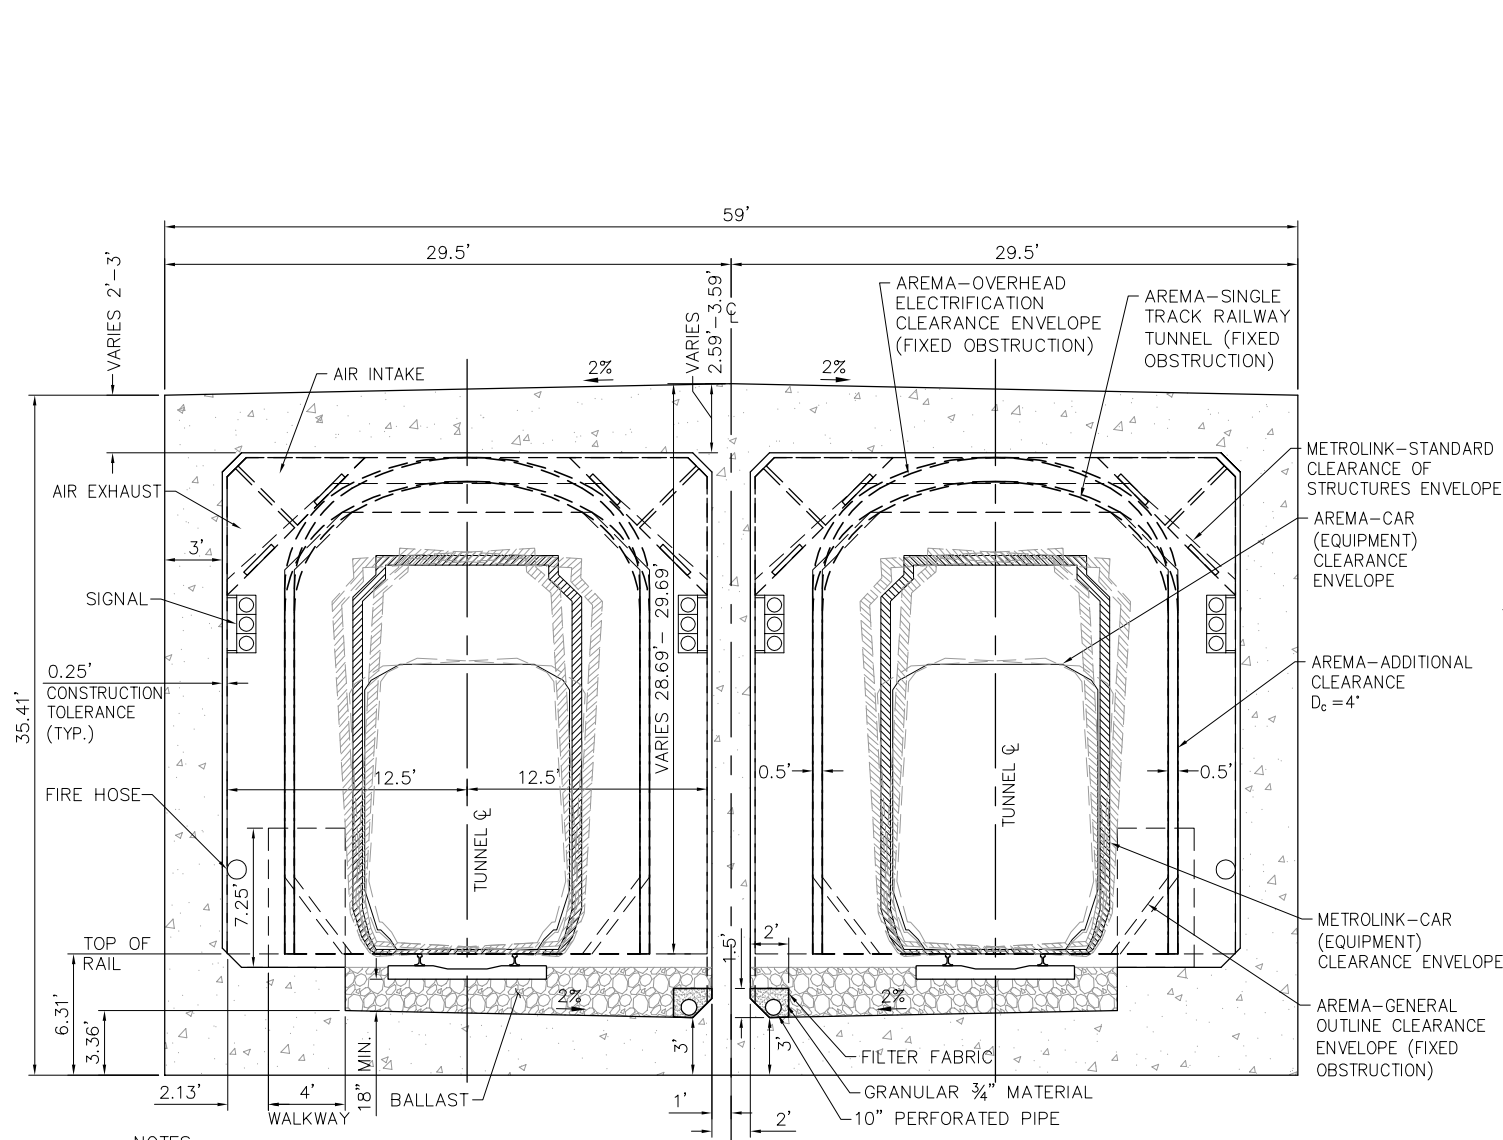 59'
29.5'
29.5'
VARIES 2'-3'
VARIES
2.59'-3.59'
℄
AREMA-OVERHEAD
ELECTRIFICATION
CLEARANCE ENVELOPE
(FIXED OBSTRUCTION)
AREMA-SINGLE
TRACK RAILWAY
TUNNEL (FIXED
OBSTRUCTION)
2%
2%
AIR INTAKE
METROLINK-STANDARD
CLEARANCE OF
STRUCTURES ENVELOPE
AIR EXHAUST
AREMA-CAR
(EQUIPMENT)
CLEARANCE
ENVELOPE
3'
SIGNAL
VARIES 28.69'- 29.69'
0.25'
CONSTRUCTION
TOLERANCE
(TYP.)
35.41'
AREMA-ADDITIONAL
CLEARANCE
Dc =4°
12.5'
12.5'
0.5'
0.5'
TUNNEL ℄
TUNNEL ℄
FIRE HOSE
7.25'
TOP OF
RAIL
2'
1.5'
METROLINK-CAR
(EQUIPMENT)
CLEARANCE ENVELOPE
6.31'
3.36'
2%
2%
AREMA-GENERAL
OUTLINE CLEARANCE
ENVELOPE (FIXED
OBSTRUCTION)
18" MIN.
3'
3'
FILTER FABRIC
2.13'
4'
WALKWAY
BALLAST
1'
2'
GRANULAR ¾" MATERIAL
10" PERFORATED PIPE
NOTES